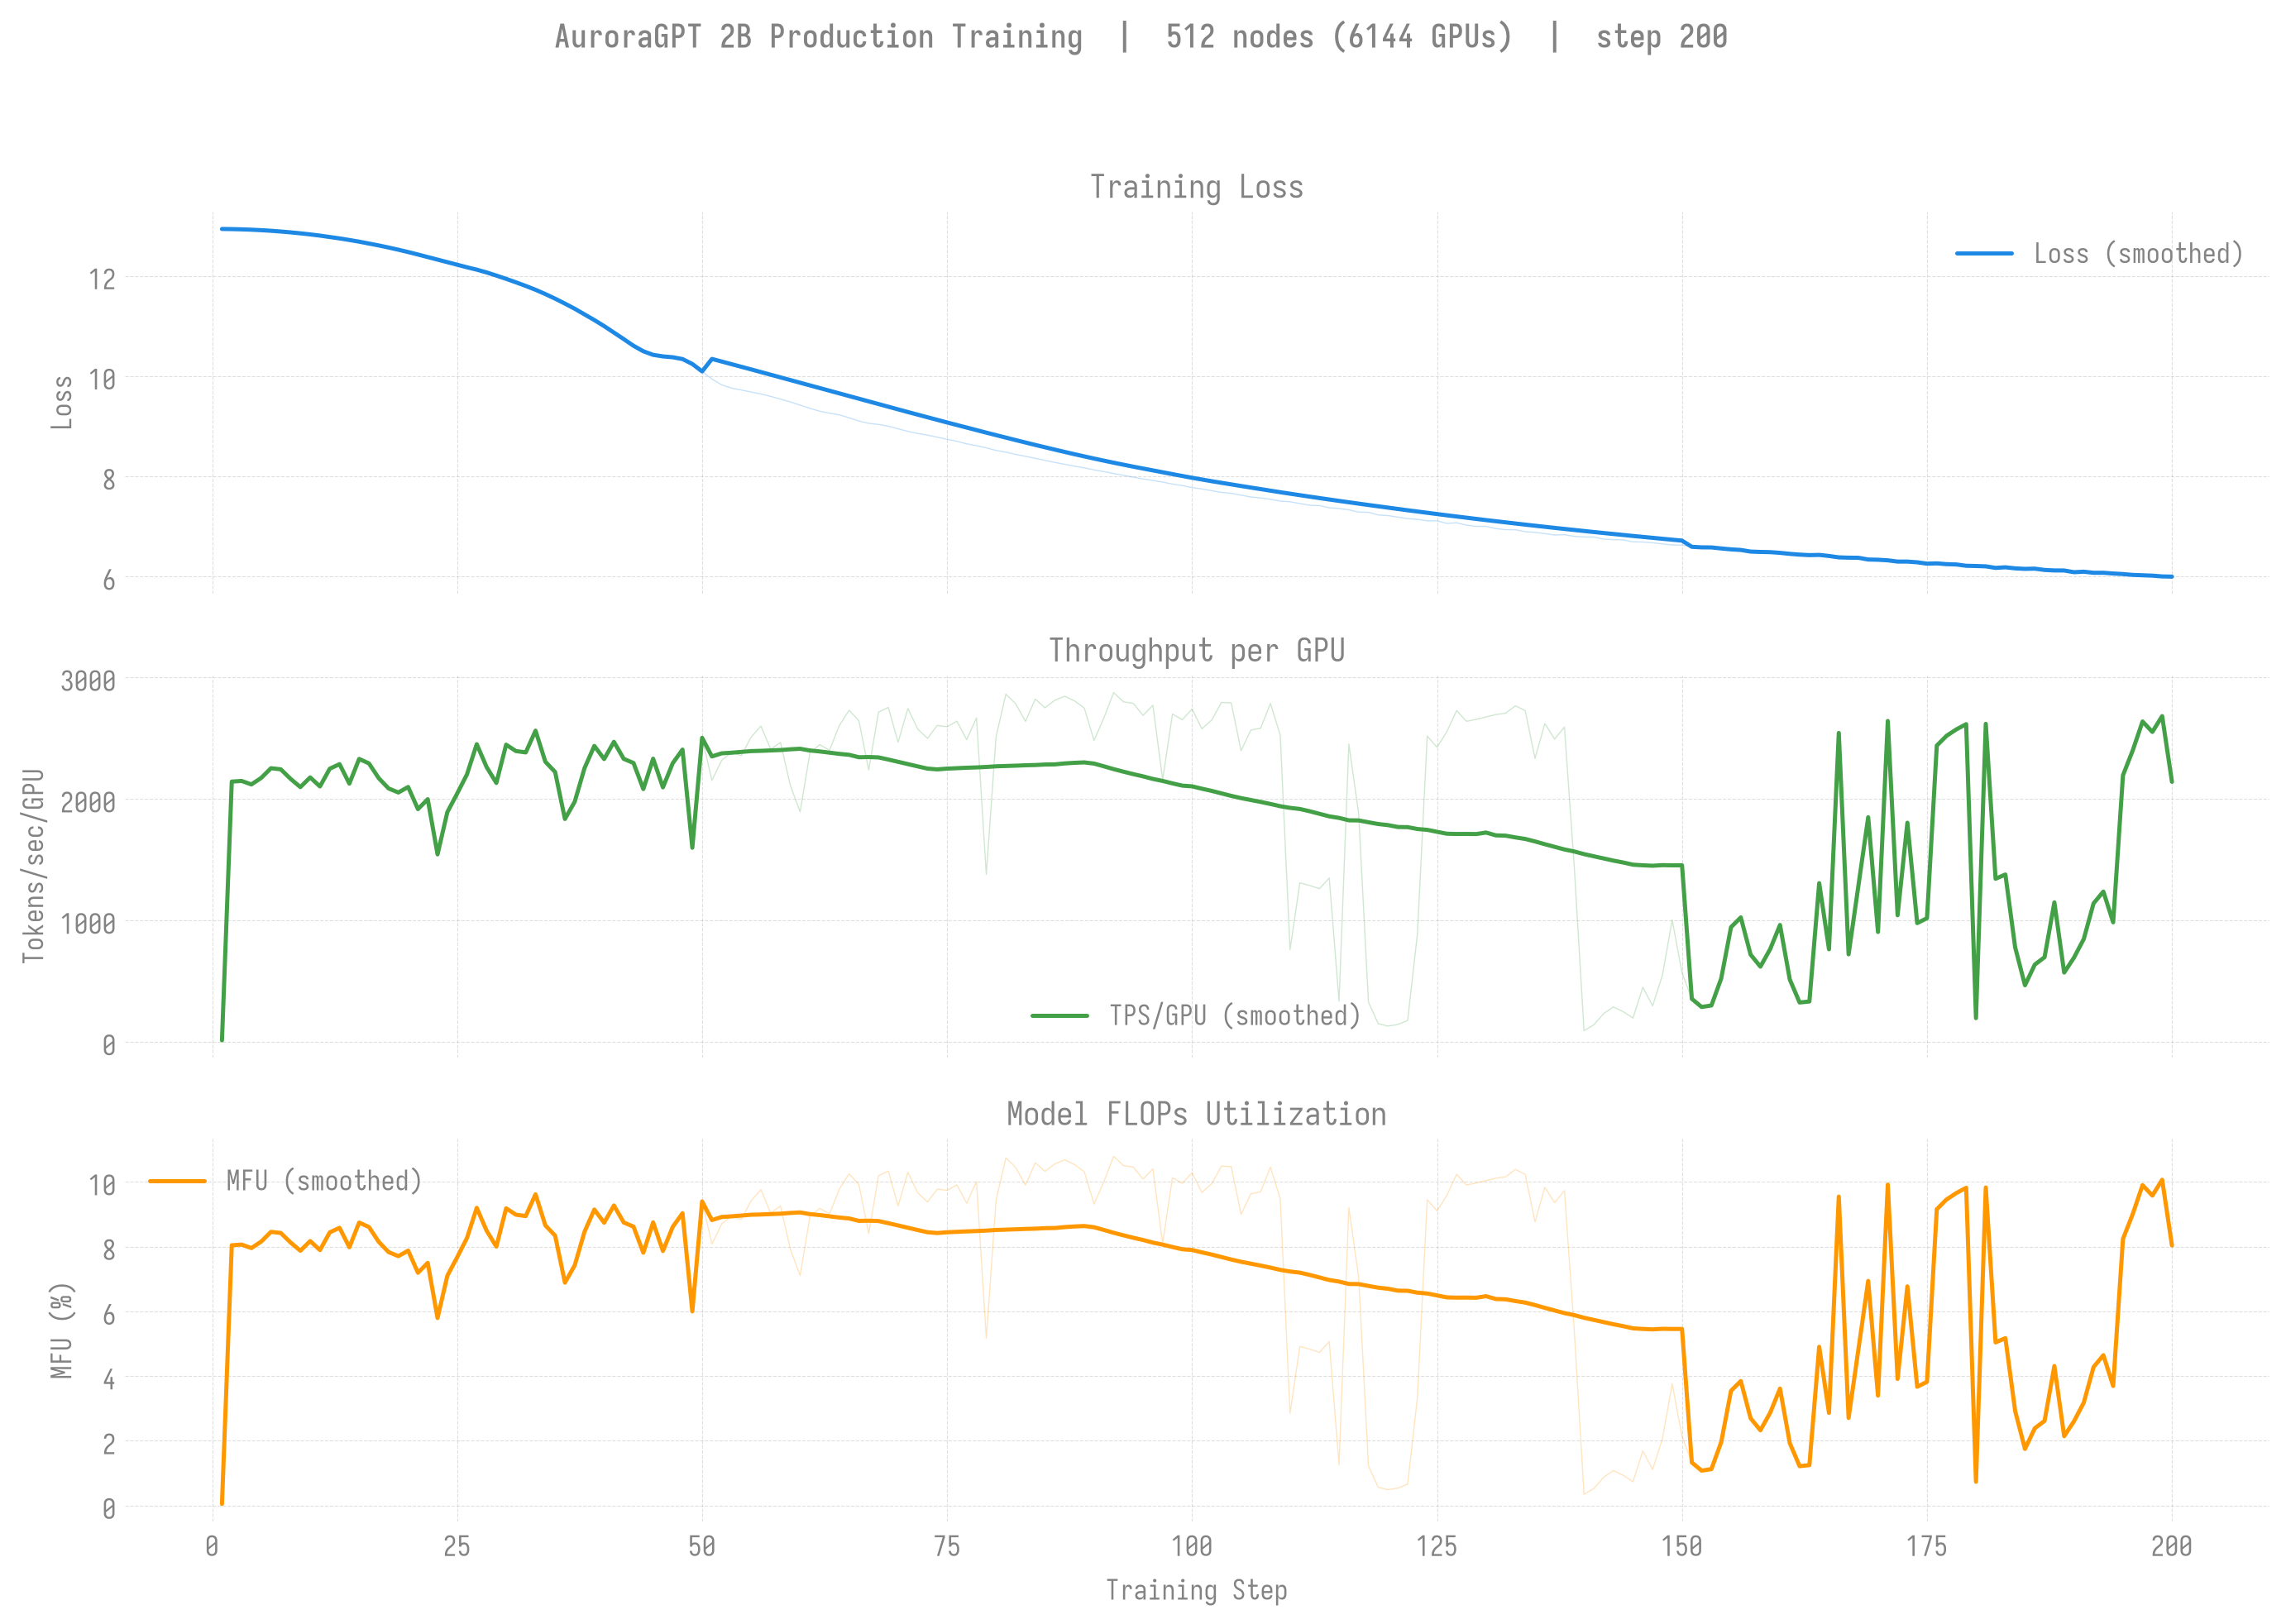 AuroraGPT 2B Production Training | 512 nodes (6144 GPUs) | step 200
Training Loss
Loss (smoothed)
Loss
12
10
8
6
Throughput per GPU
TPS/GPU (smoothed)
Tokens/sec/GPU
3000
2000
1000
0
Model FLOPs Utilization
MFU (smoothed)
MFU (%)
10
8
6
4
2
0
0 25 50 75 100 125 150 175 200
Training Step